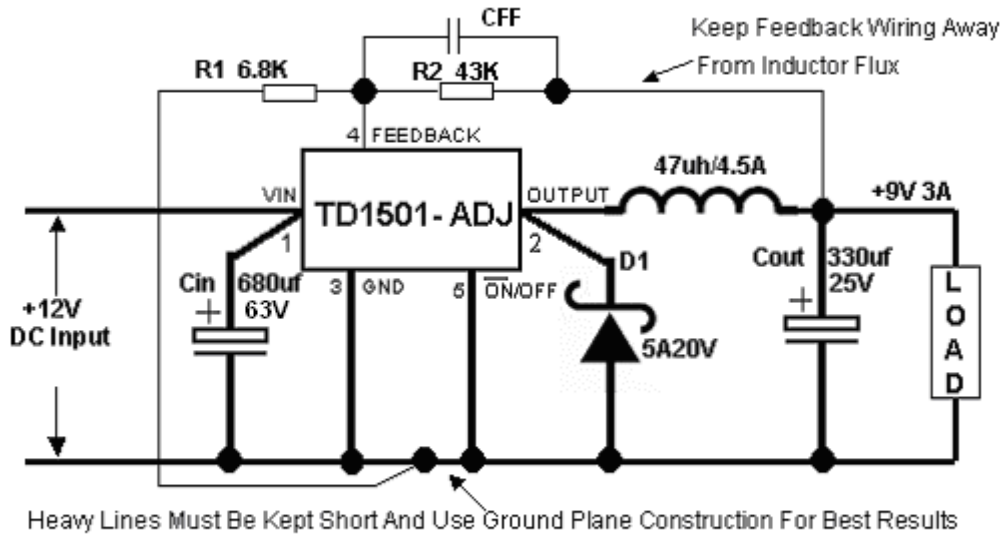 CFF
Keep Feedback Wiring Away
From Inductor Flux
R1 6.8K
R2 43K
4 FEEDBACK
47uh/4.5A
VIN
TD1501- ADJ
OUTPUT
+9V 3A
1
2
D1
Cin
680uf
63V
3 GND
5 ON/OFF
Cout
330uf
25V
+
+
+12V
DC Input
5A20V
LOAD
Heavy Lines Must Be Kept Short And Use Ground Plane Construction For Best Results